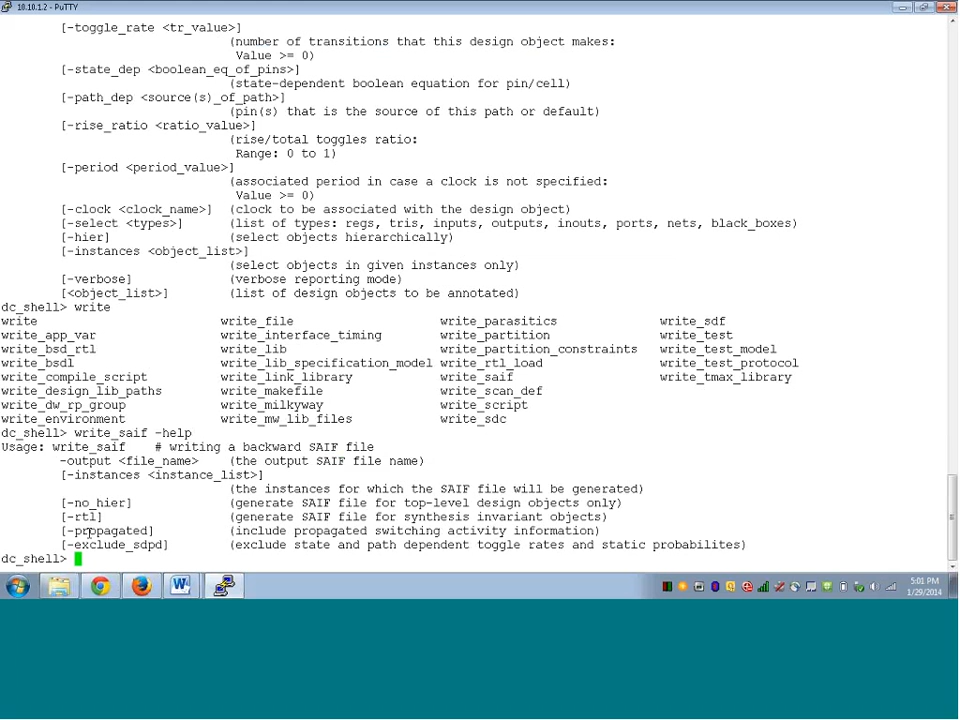 10.10.1.2 - PuTTY
[-toggle_rate <tr_value>]
(number of transitions that this design object makes:
Value >= 0)
[-state_dep <boolean_eq_of_pins>]
(state-dependent boolean equation for pin/cell)
[-path_dep <source(s)_of_path>]
(pin(s) that is the source of this path or default)
[-rise_ratio <ratio_value>]
(rise/total toggles ratio:
Range: 0 to 1)
[-period <period_value>]
(associated period in case a clock is not specified:
Value >= 0)
[-clock <clock_name>] (clock to be associated with the design object)
[-select <types>] (list of types: regs, tris, inputs, outputs, inouts, ports, nets, black_boxes)
[-hier] (select objects hierarchically)
[-instances <object_list>]
(select objects in given instances only)
[-verbose] (verbose reporting mode)
[<object_list>] (list of design objects to be annotated)
dc_shell> write
write write_file write_parasitics write_sdf
write_app_var write_interface_timing write_partition write_test
write_bsd_rtl write_lib write_partition_constraints write_test_model
write_bsdl write_lib_specification_model write_rtl_load write_test_protocol
write_compile_script write_link_library write_saif write_tmax_library
write_design_lib_paths write_makefile write_scan_def
write_dw_rp_group write_milkyway write_script
write_environment write_mw_lib_files write_sdc
dc_shell> write_saif -help
Usage: write_saif # writing a backward SAIF file
-output <file_name> (the output SAIF file name)
[-instances <instance_list>]
(the instances for which the SAIF file will be generated)
[-no_hier] (generate SAIF file for top-level design objects only)
[-rtl] (generate SAIF file for synthesis invariant objects)
[-propagated] (include propagated switching activity information)
[-exclude_sdpd] (exclude state and path dependent toggle rates and static probabilites)
dc_shell>
5:01 PM
1/29/2014